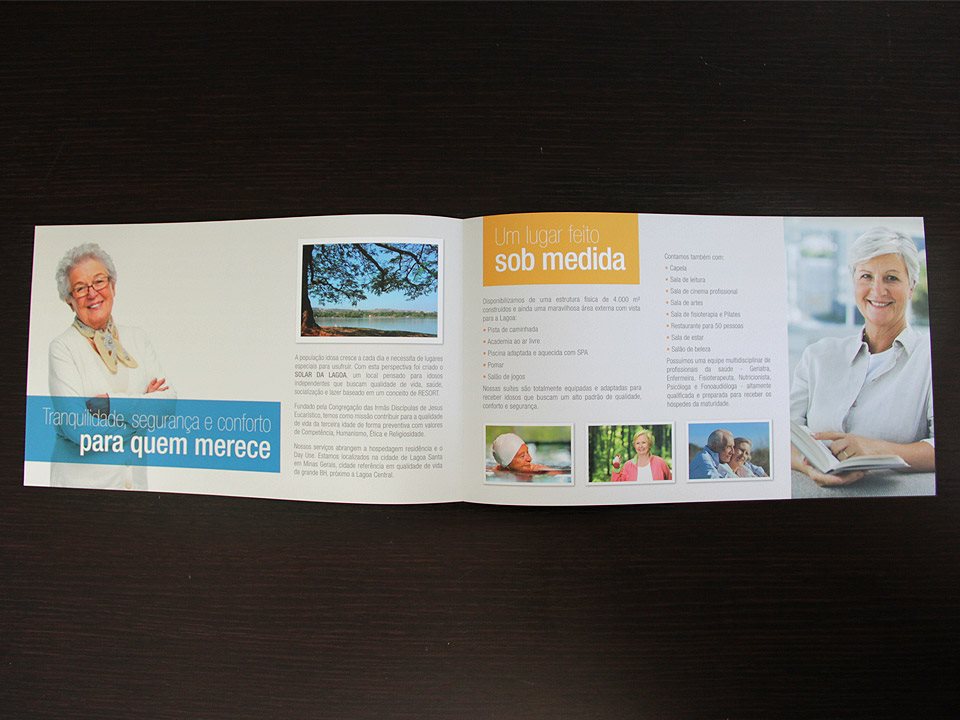 Tranquilidade, segurança e conforto
para quem merece
A população idosa cresce a cada dia e necessita de lugares
especiais para usufruir. Com esta perspectiva foi criado o
SOLAR DA LAGOA, um local pensado para idosos
independentes que buscam qualidade de vida, saúde,
socialização e lazer baseado em um conceito de RESORT.
Fundado pela Congregação das Irmãs Discípulas de Jesus
Eucarístico, temos como missão contribuir para a qualidade
de vida da terceira idade de forma preventiva com valores
de Competência, Humanismo, Ética e Religiosidade.
Nossos serviços abrangem a hospedagem residência e o
Day Use. Estamos localizados na cidade de Lagoa Santa
em Minas Gerais, cidade referência em qualidade de vida
da grande BH, próximo à Lagoa Central.
Um lugar feito
sob medida
Disponibilizamos de uma estrutura física de 4.000 m²
construídos e ainda uma maravilhosa área externa com vista
para a Lagoa:
• Pista de caminhada
• Academia ao ar livre
• Piscina adaptada e aquecida com SPA
• Pomar
• Salão de jogos
Nossas suítes são totalmente equipadas e adaptadas para
receber idosos que buscam um alto padrão de qualidade,
conforto e segurança.
Contamos também com:
• Capela
• Sala de leitura
• Sala de cinema profissional
• Sala de artes
• Sala de fisioterapia e Pilates
• Restaurante para 50 pessoas
• Sala de estar
• Salão de beleza
Possuímos uma equipe multidisciplinar de
profissionais da saúde - Geriatra,
Enfermeira, Fisioterapeuta, Nutricionista,
Psicóloga e Fonoaudióloga - altamente
qualificada e preparada para receber os
hóspedes da maturidade.